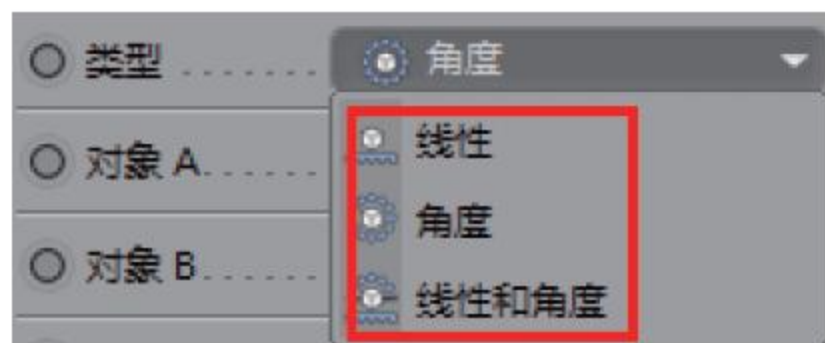 类型 ....... 角度
线性
对象 A......
角度
对象 B......
线性和角度